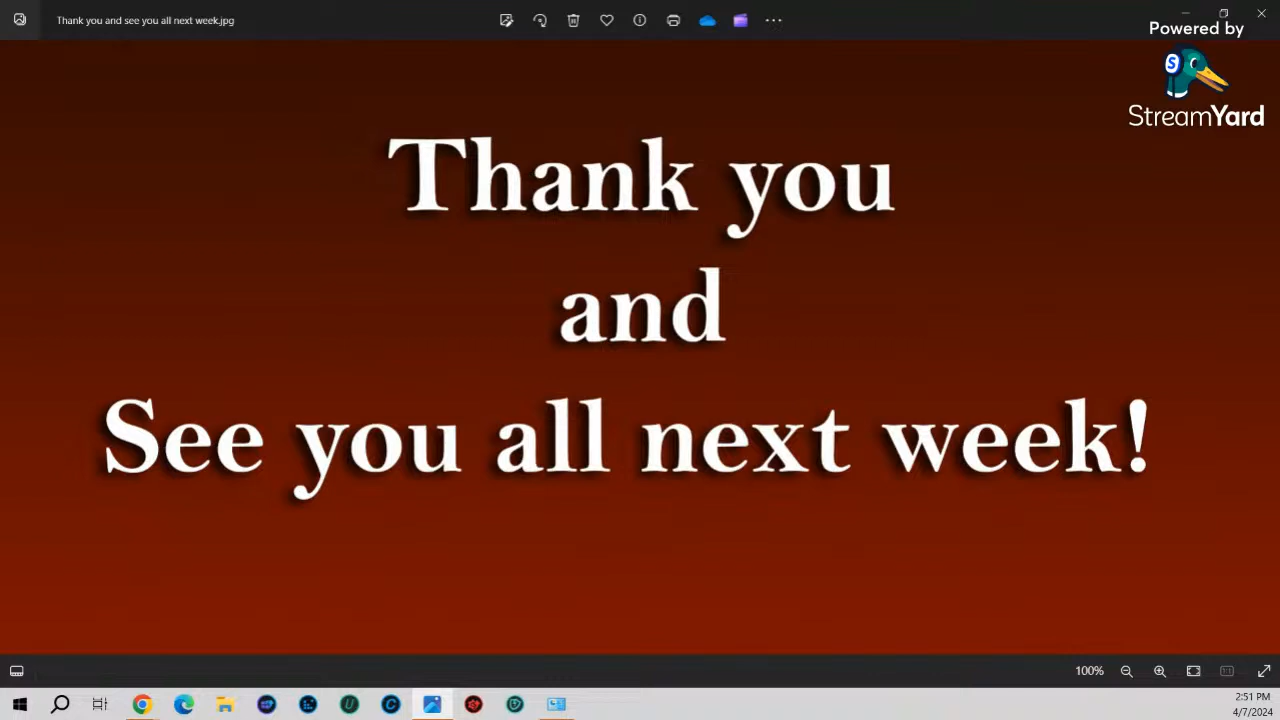 Thank you and see you all next week.jpg
Powered by
StreamYard
Thank you
and
See you all next week!
100%
2:51 PM
4/7/2024